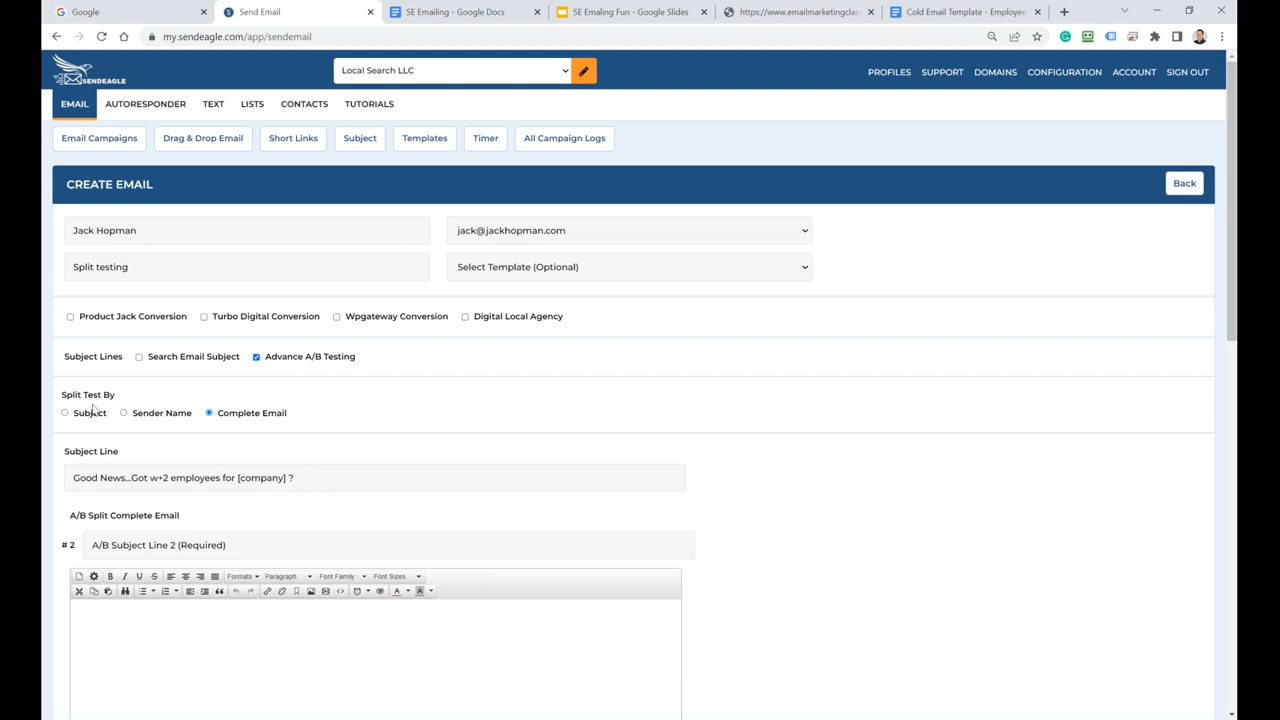 Google
Send Email
SE Emailing - Google Docs
SE Emaling Fun - Google Slides
https://www.emailmarketingclas
Cold Email Template - Employee
my.sendeagle.com/app/sendemail
SENDEAGLE
Local Search LLC
PROFILES SUPPORT DOMAINS CONFIGURATION ACCOUNT SIGN OUT
EMAIL AUTORESPONDER TEXT LISTS CONTACTS TUTORIALS
Email Campaigns Drag & Drop Email Short Links Subject Templates Timer All Campaign Logs
CREATE EMAIL
Back
Jack Hopman
jack@jackhopman.com
Split testing
Select Template (Optional)
Product Jack Conversion Turbo Digital Conversion Wpgateway Conversion Digital Local Agency
Subject Lines Search Email Subject Advance A/B Testing
Split Test By
Subject Sender Name Complete Email
Subject Line
Good News...Got w+2 employees for [company] ?
A/B Split Complete Email
# 2 A/B Subject Line 2 (Required)
Formats Paragraph Font Family Font Sizes